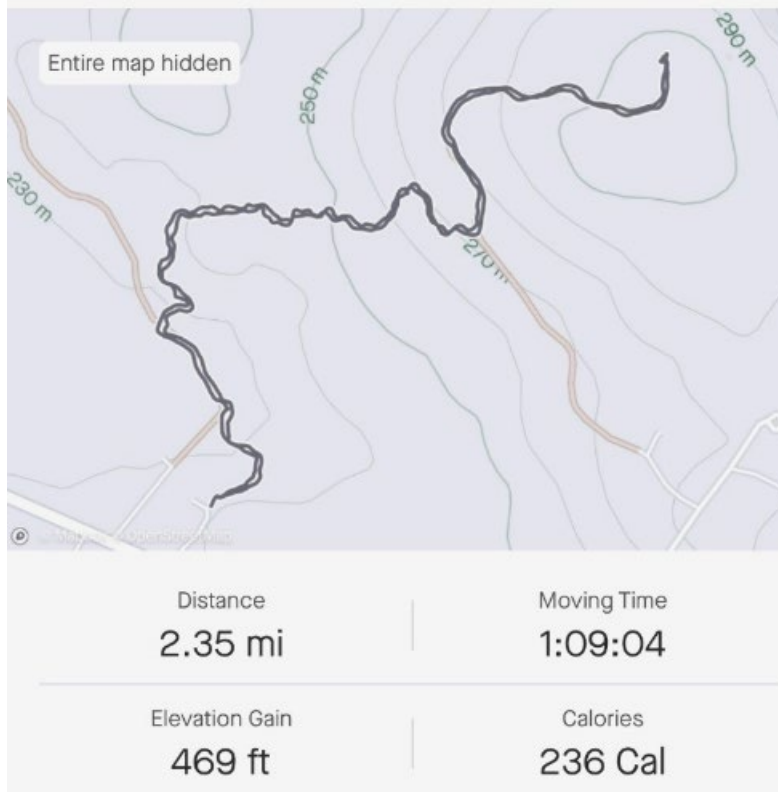 Entire map hidden
290 m
250 m
230 m
270 m
Distance
Moving Time
2.35 mi
1:09:04
Elevation Gain
Calories
469 ft
236 Cal